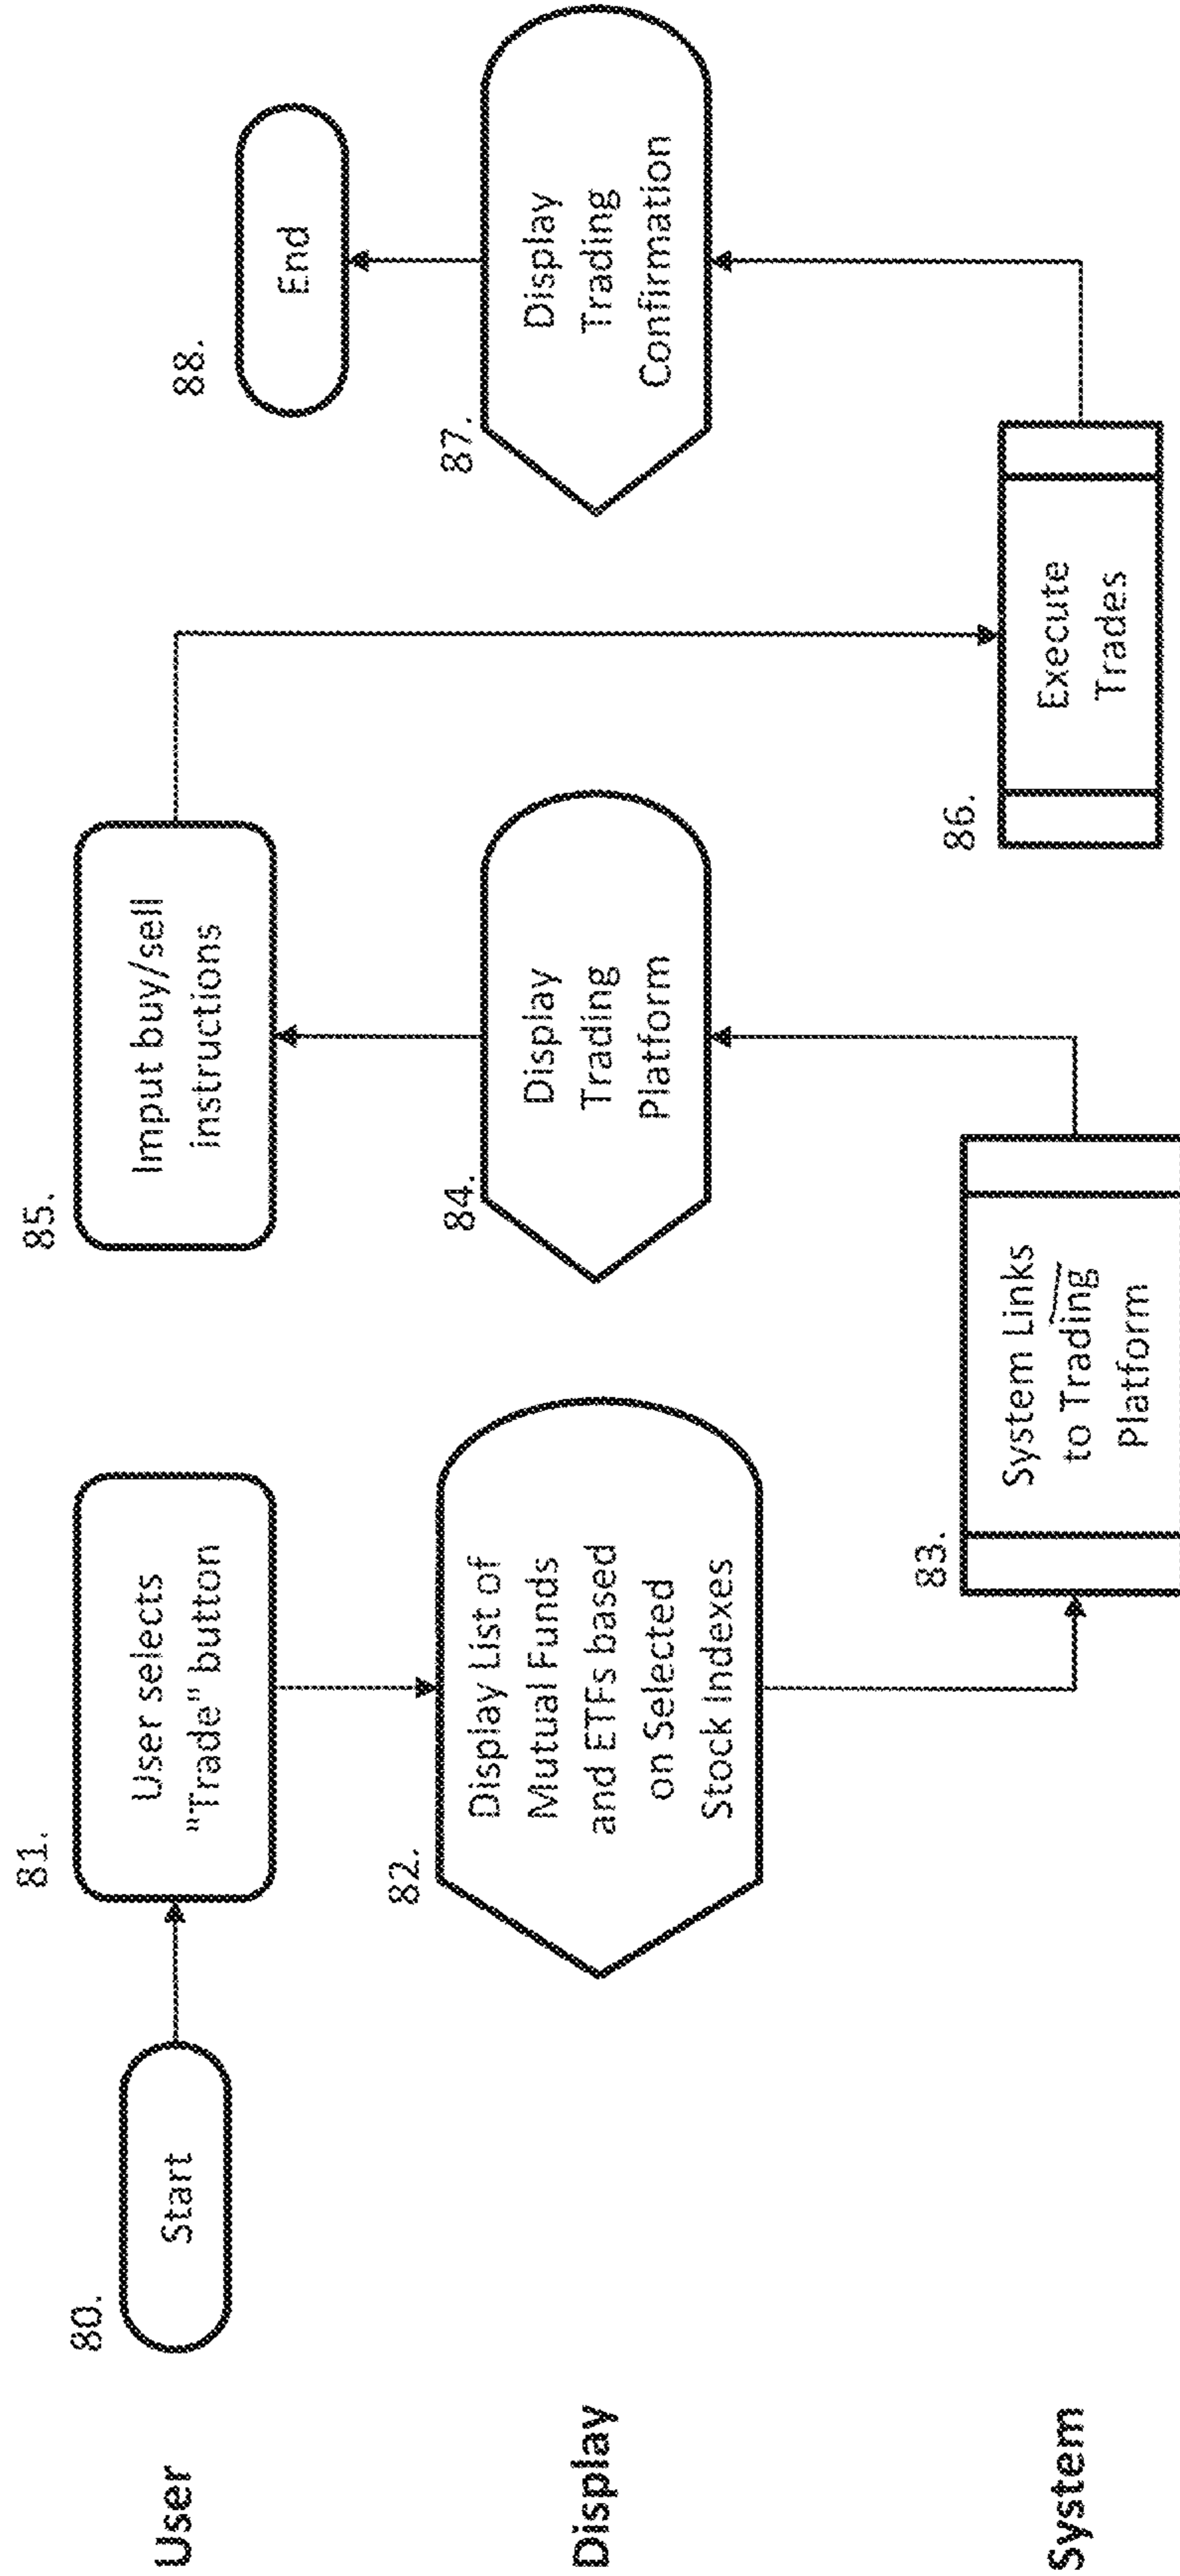 User
80.
Start
81.
User selects
"Trade" button
85.
Imput buy/sell
instructions
88.
End
Display
82.
Display List of
Mutual Funds
and ETFs based
on Selected
Stock Indexes
84.
Display
Trading
Platform
87.
Display
Trading
Confirmation
System
83.
System Links
to Trading
Platform
86.
Execute
Trades